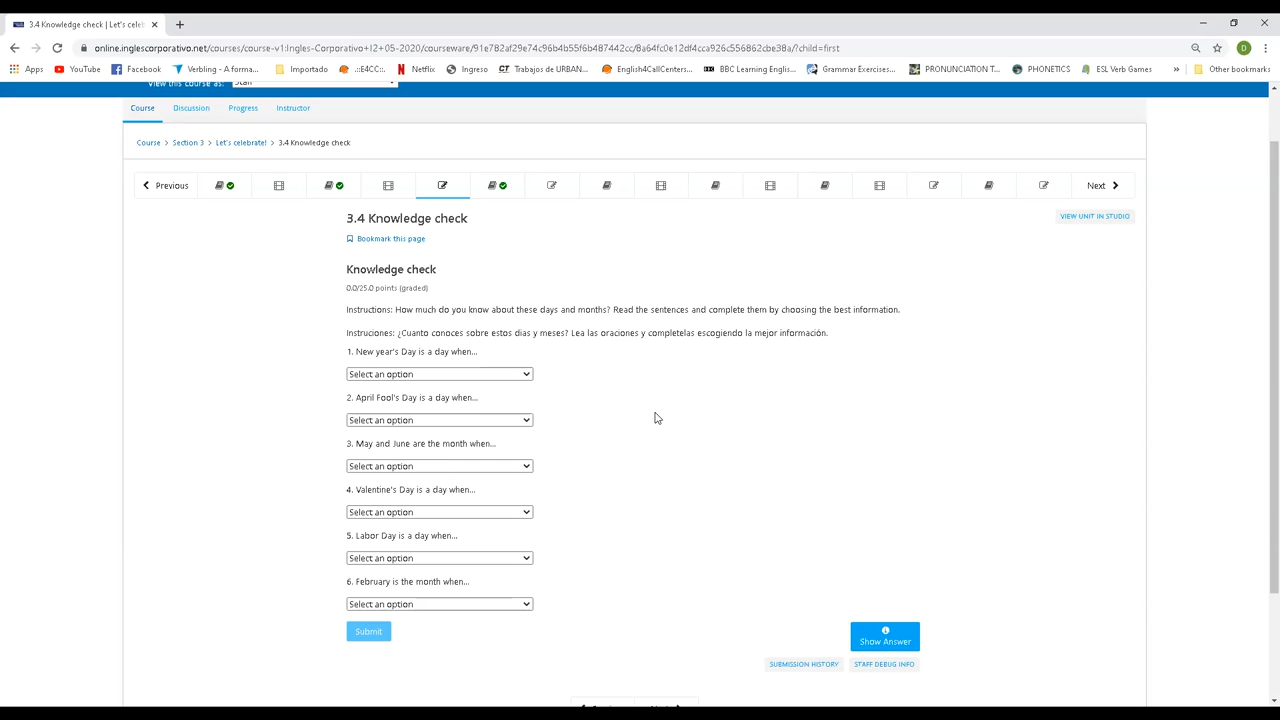 3.4 Knowledge check | Let's celeb
online.inglescorporativo.net/courses/course-v1:Ingles-Corporativo+I2+05-2020/courseware/91e782af29e74c96b4b55f6b487442cc/8a64fc0e12df4cca926c556862cbe38a/?child=first
D
Apps YouTube Facebook Verbling - A forma... Importado .::E4CC::. Netflix Ingreso Trabajos de URBAN... English4CallCenters... BBC Learning Englis... Grammar Exercises... PRONUNCIATION T... PHONETICS ESL Verb Games » Other bookmarks
View this course as: Staff
Course Discussion Progress Instructor
Course > Section 3 > Let's celebrate! > 3.4 Knowledge check
Previous Next
3.4 Knowledge check
VIEW UNIT IN STUDIO
Bookmark this page
Knowledge check
0.0/25.0 points (graded)
Instructions: How much do you know about these days and months? Read the sentences and complete them by choosing the best information.
Instruciones: ¿Cuanto conoces sobre estos dias y meses? Lea las oraciones y completelas escogiendo la mejor información.
1. New year's Day is a day when...
Select an option
2. April Fool's Day is a day when...
Select an option
3. May and June are the month when...
Select an option
4. Valentine's Day is a day when...
Select an option
5. Labor Day is a day when...
Select an option
6. February is the month when...
Select an option
Submit
Show Answer
SUBMISSION HISTORY STAFF DEBUG INFO